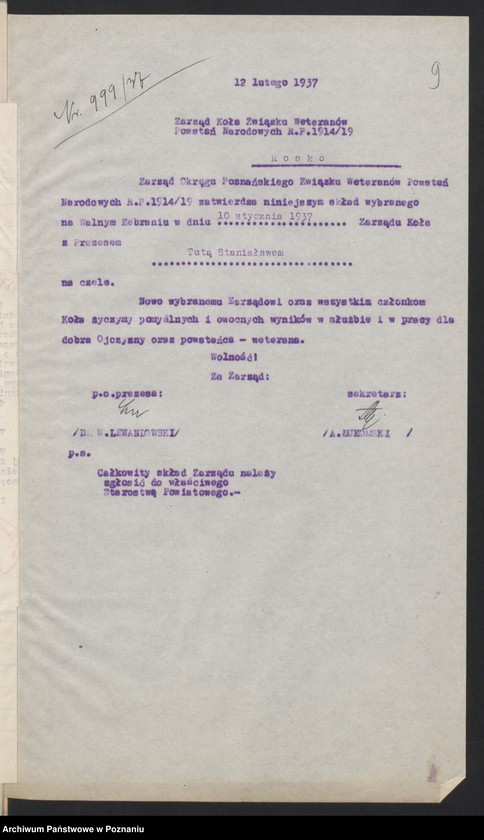 9
Nr. 999/37
12 lutego 1937
Zarząd Koła Związku Weteranów
Powstań Narodowych R.P.1914/19
Rosko
Zarząd Okręgu Poznańskiego Związku Weteranów Powstań
Narodowych R.P.1914/19 zatwierdza niniejszym skład wybranego
na Walnym Zebraniu w dniu 10 stycznia 1937 Zarządu Koła
z Prezesem
Tutą Stanisławem
na czele.
Nowo wybranemu Zarządowi oraz wszystkim członkom
Koła życzymy pomyślnych i owocnych wyników w służbie i w pracy dla
dobra Ojczyzny oraz powstańca - weterana.
Wolność!
Za Zarząd:
p.o.prezesa: sekretarz:
/DR W.LEWANDOWSKI/ /A. /
p.s.
Całkowity skład Zarządu należy
zgłosić do właściwego
Starostwa Powiatowego.-
Archiwum Państwowe w Poznaniu